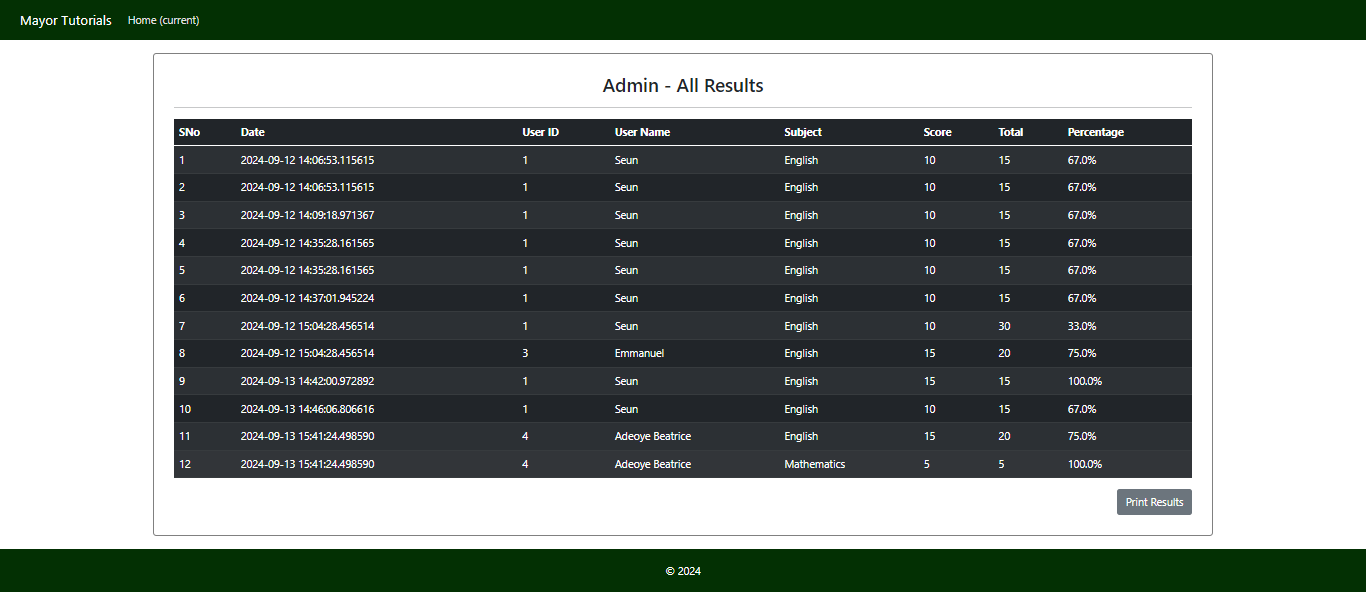 Mayor Tutorials Home (current)
Admin - All Results
SNo Date User ID User Name Subject Score Total Percentage
1 2024-09-12 14:06:53.115615 1 Seun English 10 15 67.0%
2 2024-09-12 14:06:53.115615 1 Seun English 10 15 67.0%
3 2024-09-12 14:09:18.971367 1 Seun English 10 15 67.0%
4 2024-09-12 14:35:28.161565 1 Seun English 10 15 67.0%
5 2024-09-12 14:35:28.161565 1 Seun English 10 15 67.0%
6 2024-09-12 14:37:01.945224 1 Seun English 10 15 67.0%
7 2024-09-12 15:04:28.456514 1 Seun English 10 30 33.0%
8 2024-09-12 15:04:28.456514 3 Emmanuel English 15 20 75.0%
9 2024-09-13 14:42:00.972892 1 Seun English 15 15 100.0%
10 2024-09-13 14:46:06.806616 1 Seun English 10 15 67.0%
11 2024-09-13 15:41:24.498590 4 Adeoye Beatrice English 15 20 75.0%
12 2024-09-13 15:41:24.498590 4 Adeoye Beatrice Mathematics 5 5 100.0%
Print Results
© 2024